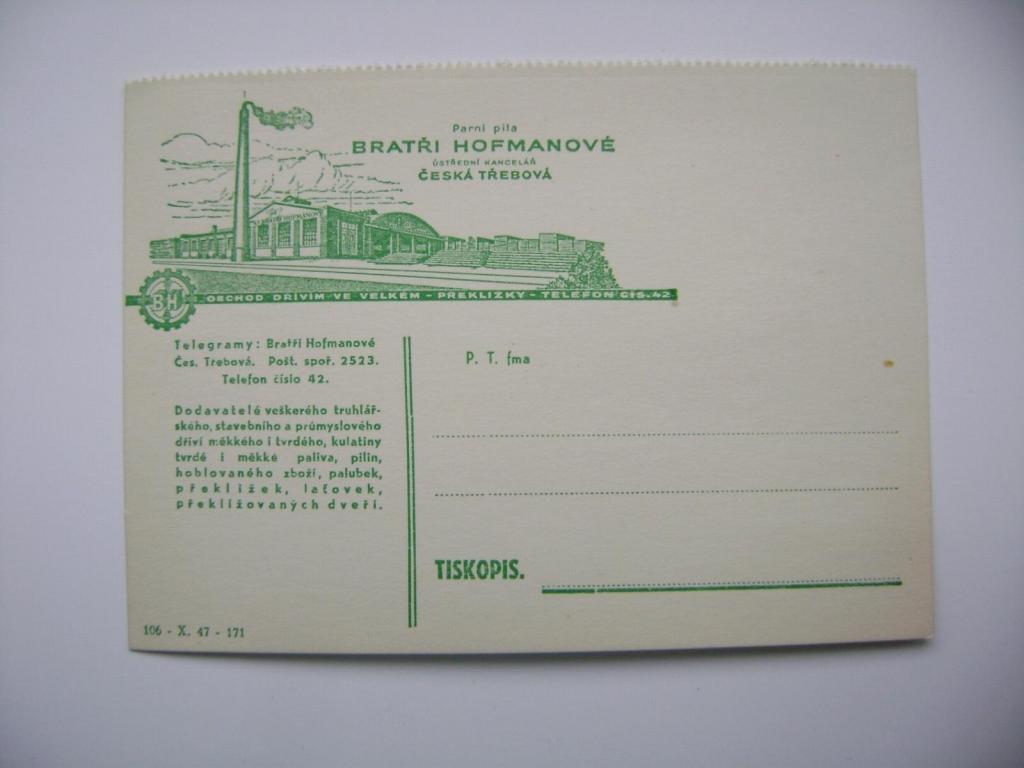 Parní pila
BRATŘI HOFMANOVÉ
ÚSTŘEDNÍ KANCELÁŘ
ČESKÁ TŘEBOVÁ
BRATŘI HOFMANOVÉ
BH
OBCHOD DŘÍVÍM VE VELKÉM - PŘEKLIŽKY - TELEFON ČÍS. 42
Telegramy: Bratři Hofmanové
Čes. Třebová. Pošt. spoř. 2523.
Telefon číslo 42.
Dodavatelé veškerého truhlář-
ského, stavebního a průmyslového
dříví měkkého i tvrdého, kulatiny
tvrdé i měkké paliva, pilin,
hoblovaného zboží, palubek,
překližek, laťovek,
překližovaných dveří.
P. T. fma
TISKOPIS.
106 - X. 47 - 171